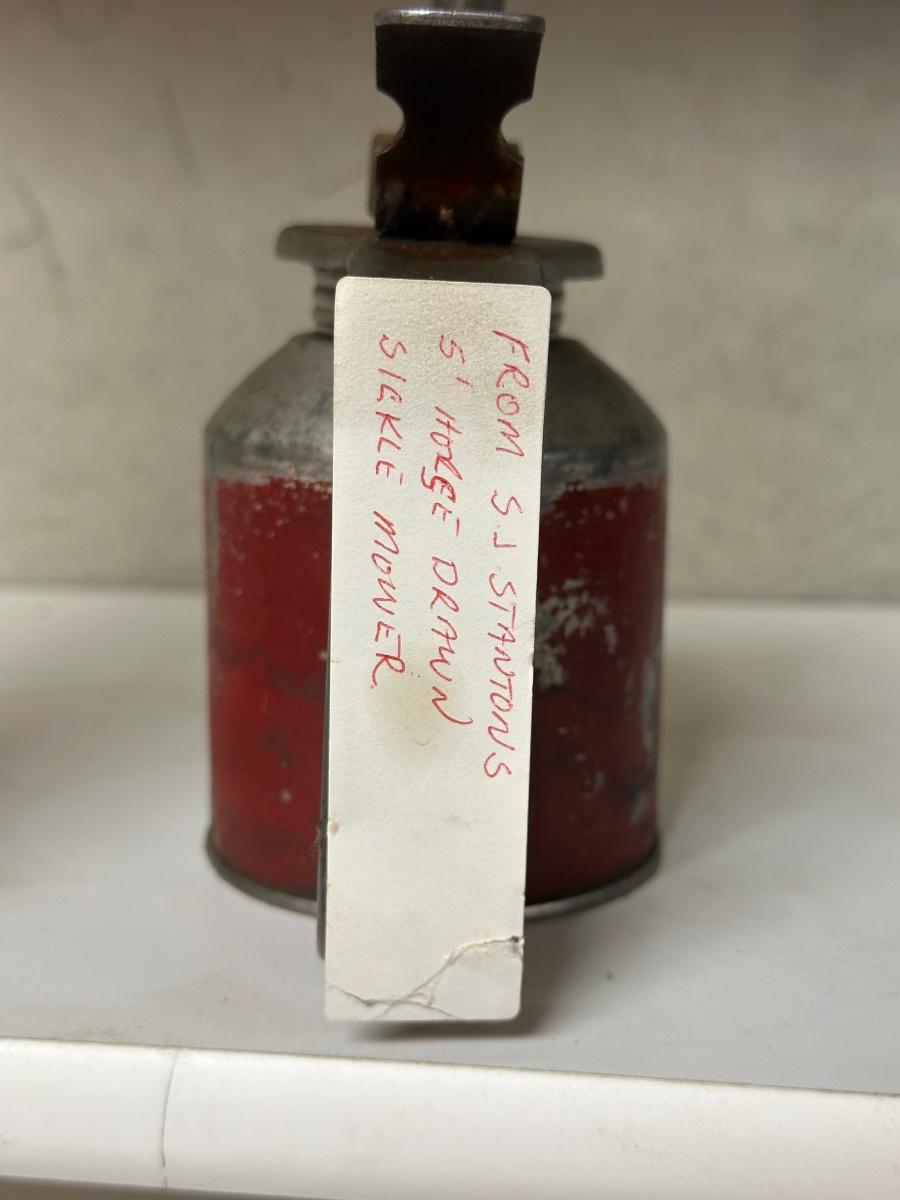 FROM S.J. STANTONS
5' HORSE DRAWN
SICKLE MOWER.